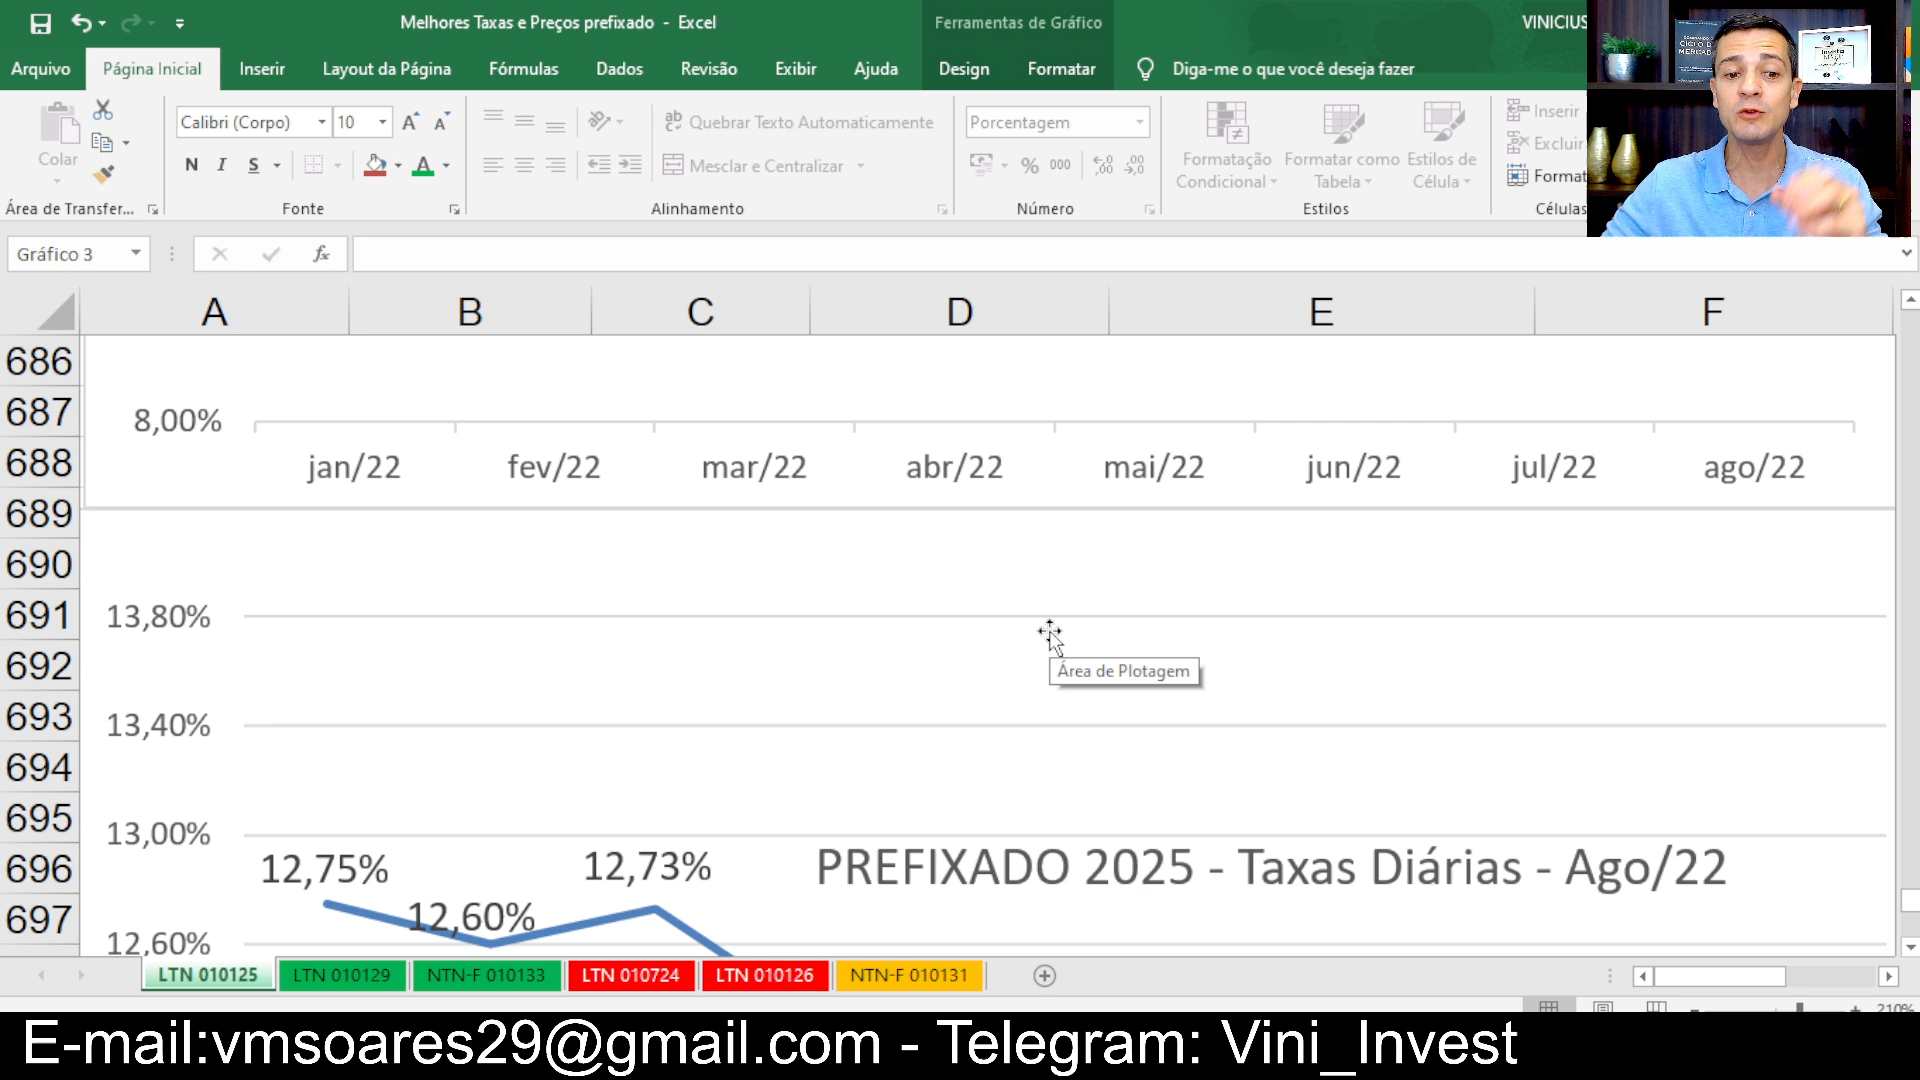 Melhores Taxas e Preços prefixado - Excel
Ferramentas de Gráfico
VINICIUS
Arquivo
Página Inicial
Inserir
Layout da Página
Fórmulas
Dados
Revisão
Exibir
Ajuda
Design
Formatar
Diga-me o que você deseja fazer
Colar
Área de Transfer...
Calibri (Corpo)
10
N I S
Fonte
Quebrar Texto Automaticamente
Mesclar e Centralizar
Alinhamento
Porcentagem
% 000
Número
Formatação Condicional
Formatar como Tabela
Estilos de Célula
Estilos
Inserir
Excluir
Format
Células
Gráfico 3
fx
A B C D E F
686
687
688
689
690
691
692
693
694
695
696
697
8,00%
jan/22 fev/22 mar/22 abr/22 mai/22 jun/22 jul/22 ago/22
13,80%
Área de Plotagem
13,40%
13,00%
12,75%
12,60%
12,73%
PREFIXADO 2025 - Taxas Diárias - Ago/22
12,60%
LTN 010125
LTN 010129
NTN-F 010133
LTN 010724
LTN 010126
NTN-F 010131
210%
E-mail:vmsoares29@gmail.com - Telegram: Vini_Invest